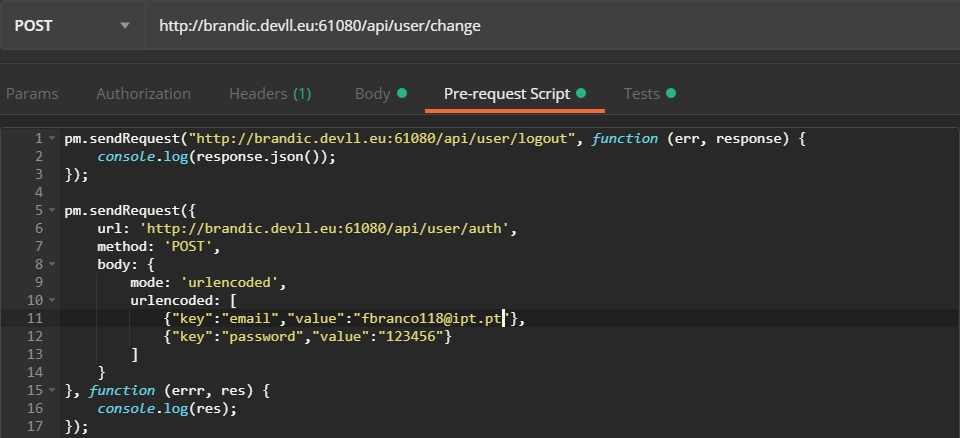 POST http://brandic.devll.eu:61080/api/user/change
Params Authorization Headers (1) Body Pre-request Script Tests
1 pm.sendRequest("http://brandic.devll.eu:61080/api/user/logout", function (err, response) {
2     console.log(response.json());
3 });
4
5 pm.sendRequest({
6     url: 'http://brandic.devll.eu:61080/api/user/auth',
7     method: 'POST',
8     body: {
9         mode: 'urlencoded',
10         urlencoded: [
11             {"key":"email","value":"fbranco118@ipt.pt"},
12             {"key":"password","value":"123456"}
13         ]
14     }
15 }, function (errr, res) {
16     console.log(res);
17 });